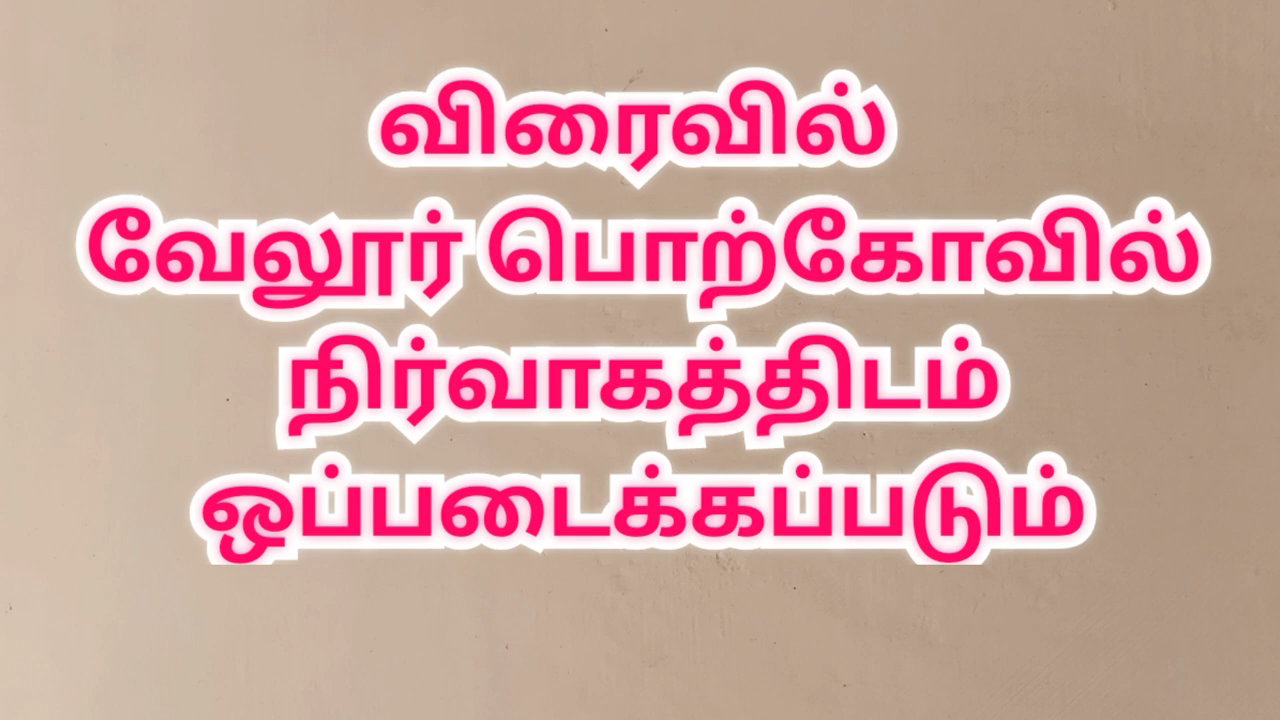 விரைவில்
வேலூர் பொற்கோவில்
நிர்வாகத்திடம்
ஒப்படைக்கப்படும்